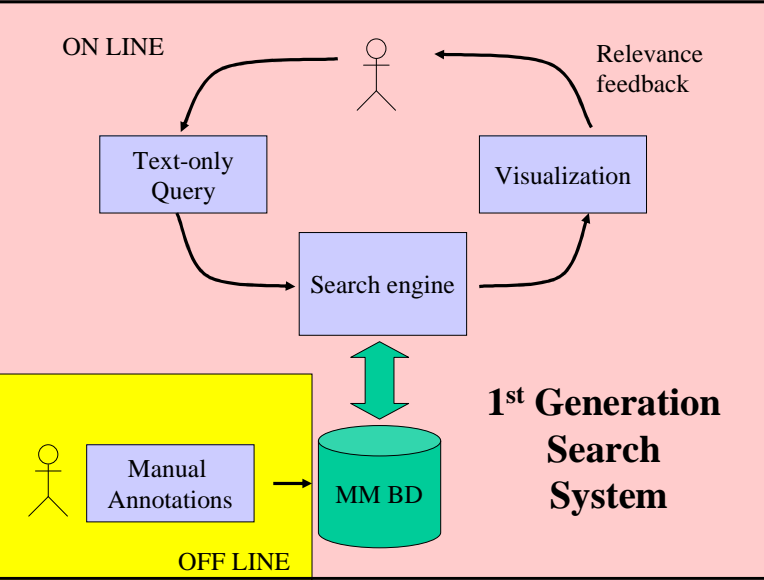 ON LINE
Relevance
feedback
Text-only
Query
Visualization
Search engine
1st Generation
Search
System
Manual
Annotations
MM BD
OFF LINE